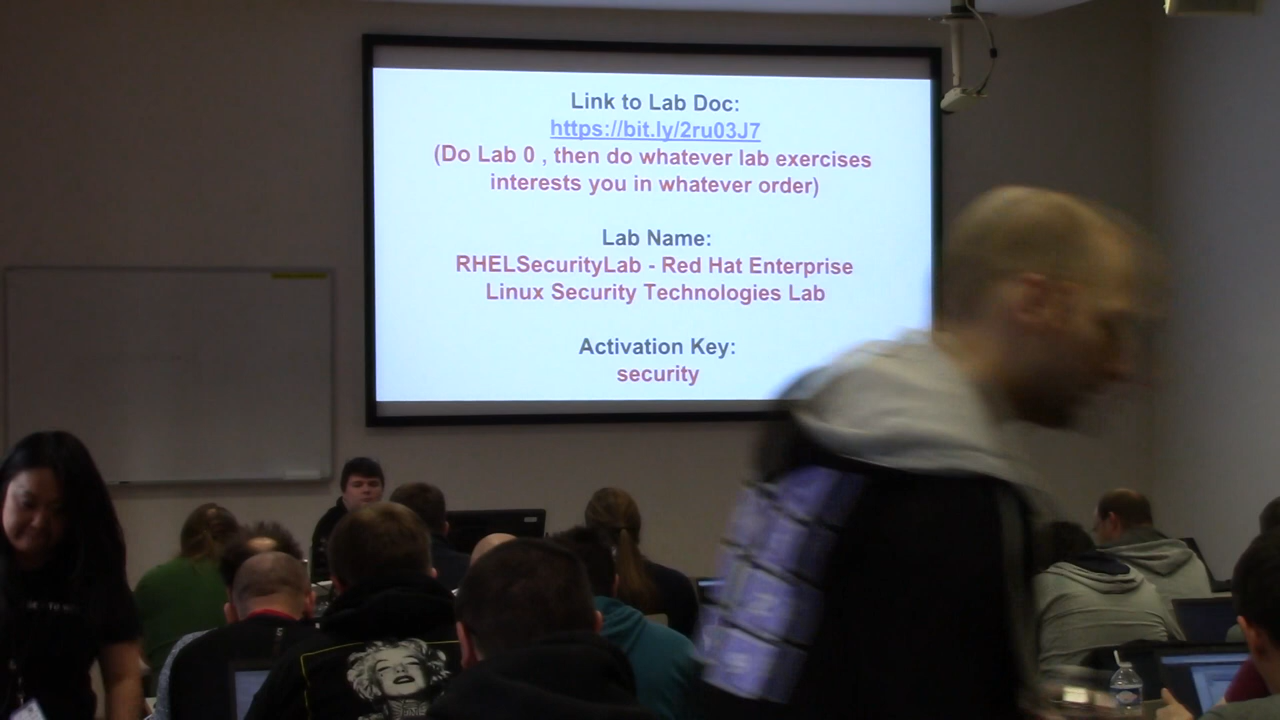 Link to Lab Doc:
https://bit.ly/2ru03J7
(Do Lab 0 , then do whatever lab exercises
interests you in whatever order)
Lab Name:
RHELSecurityLab - Red Hat Enterprise
Linux Security Technologies Lab
Activation Key:
security